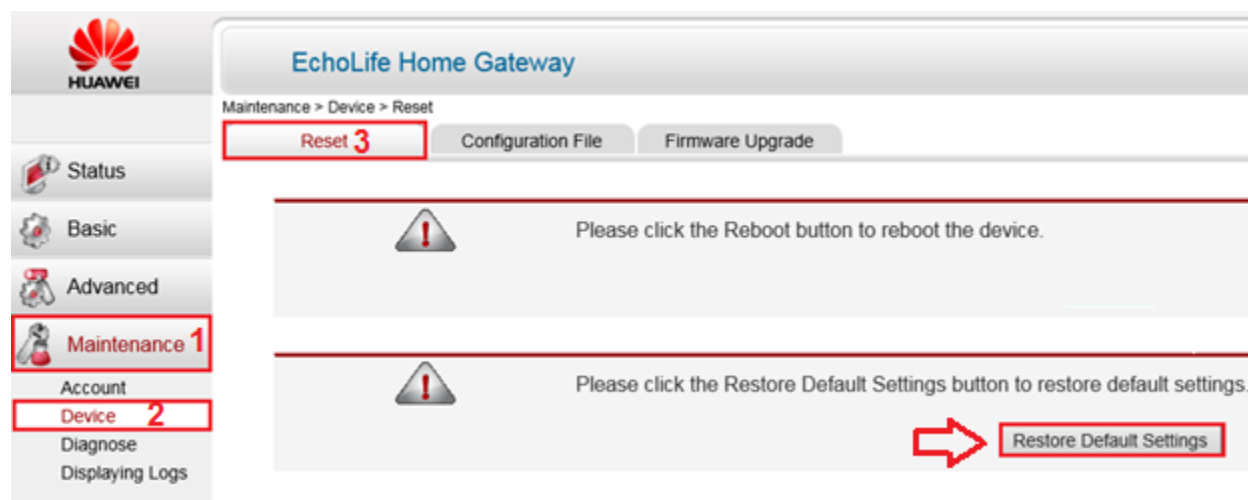 HUAWEI
EchoLife Home Gateway
Maintenance > Device > Reset
Reset 3
Configuration File
Firmware Upgrade
Status
Basic
Advanced
Maintenance 1
Account
Device 2
Diagnose
Displaying Logs
Please click the Reboot button to reboot the device.
Please click the Restore Default Settings button to restore default settings.
Restore Default Settings